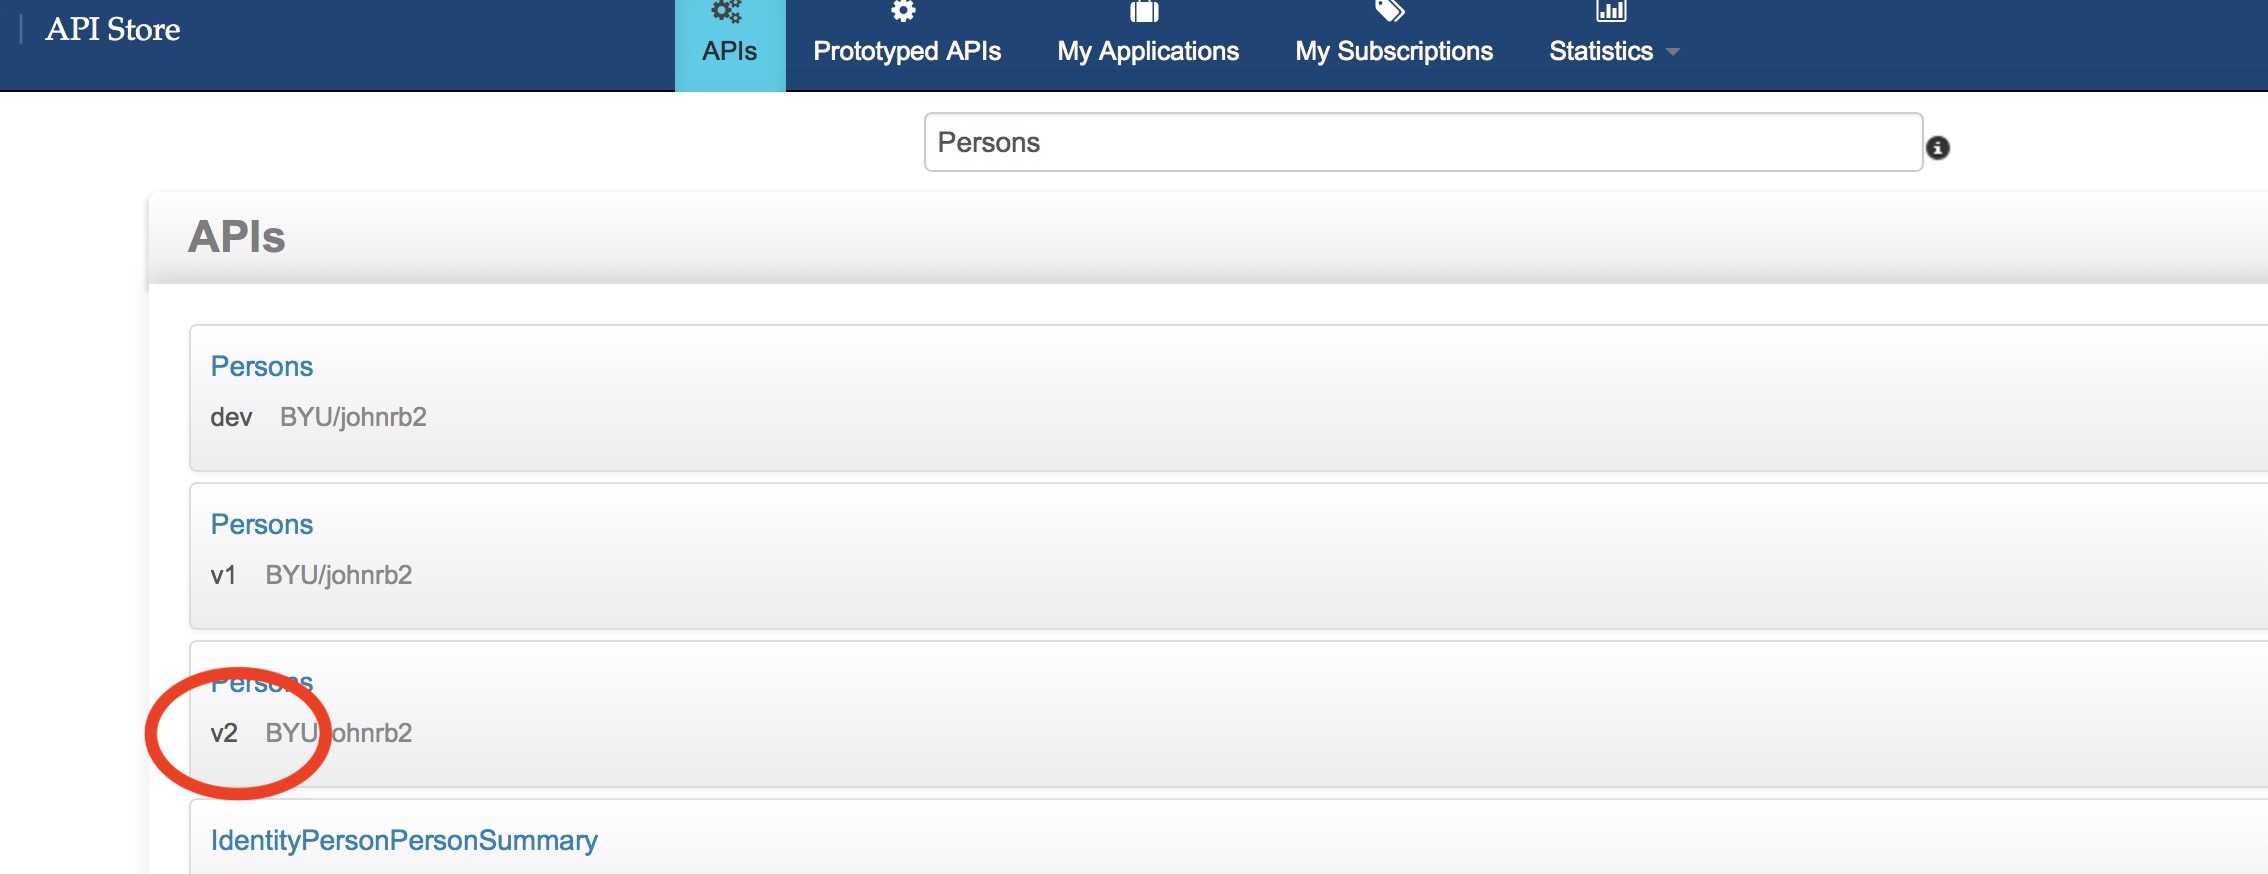 API Store
APIs Prototyped APIs My Applications My Subscriptions Statistics
Persons
APIs
Persons
dev BYU/johnrb2
Persons
v1 BYU/johnrb2
Persons
v2 BYU/johnrb2
IdentityPersonPersonSummary